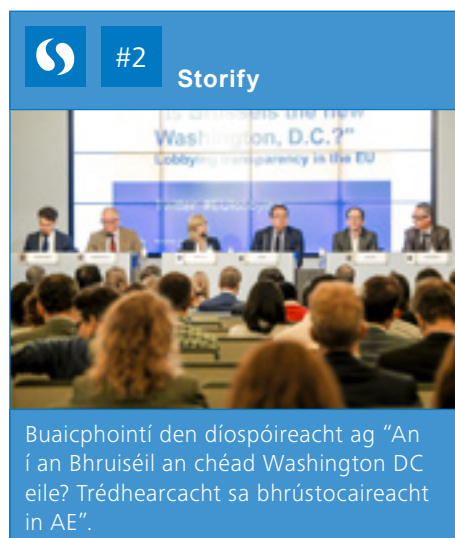 #2
Storify
"Is Brussels the new
Washington, D.C.?"
Lobbying transparency in the EU
Buaicphointí den díospóireacht ag “An
í an Bhruiséil an chéad Washington DC
eile? Trédhearcacht sa bhrústocaireacht
in AE”.